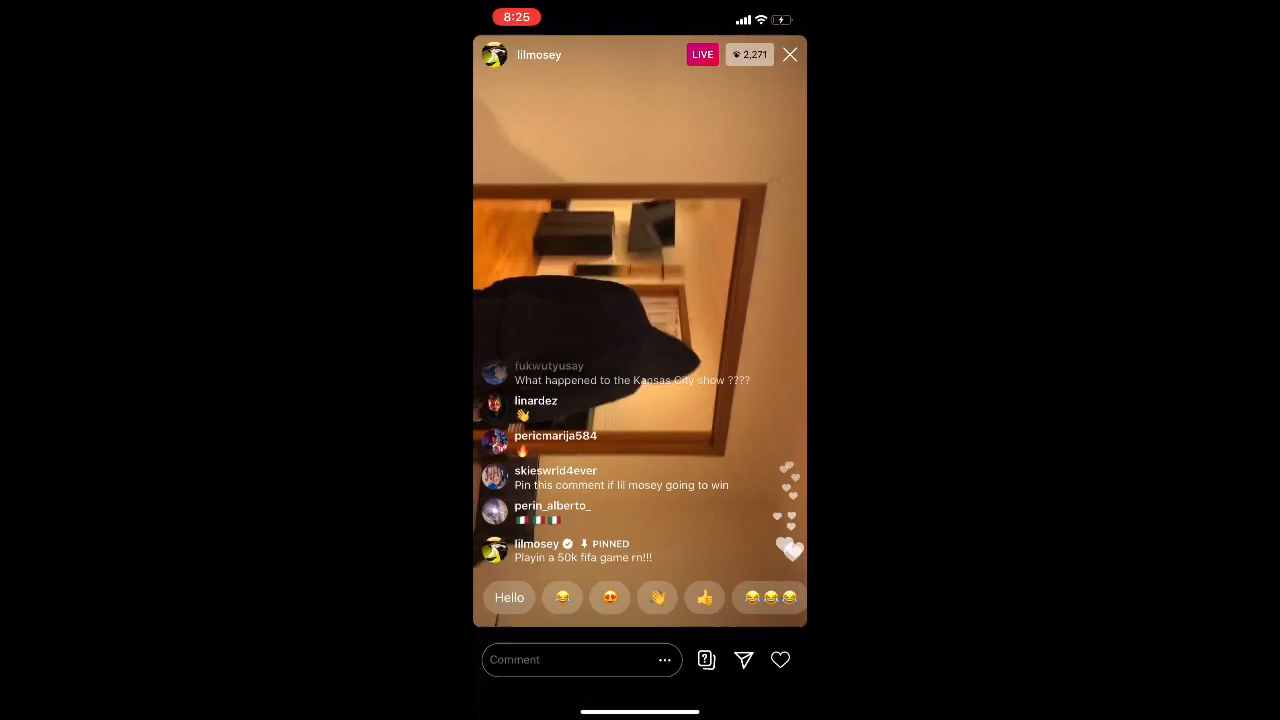 8:25
lilmosey
LIVE
2,271
fukwutyusay
What happened to the Kansas City show ????
linardez
👋
pericmarija584
🔥
skieswrld4ever
Pin this comment if lil mosey going to win
perin_alberto_
🇮🇹 🇮🇹 🇮🇹
lilmosey PINNED
Playin a 50k fifa game rn!!!
Hello 😂 😍 👋 👍 😂😂😂
Comment